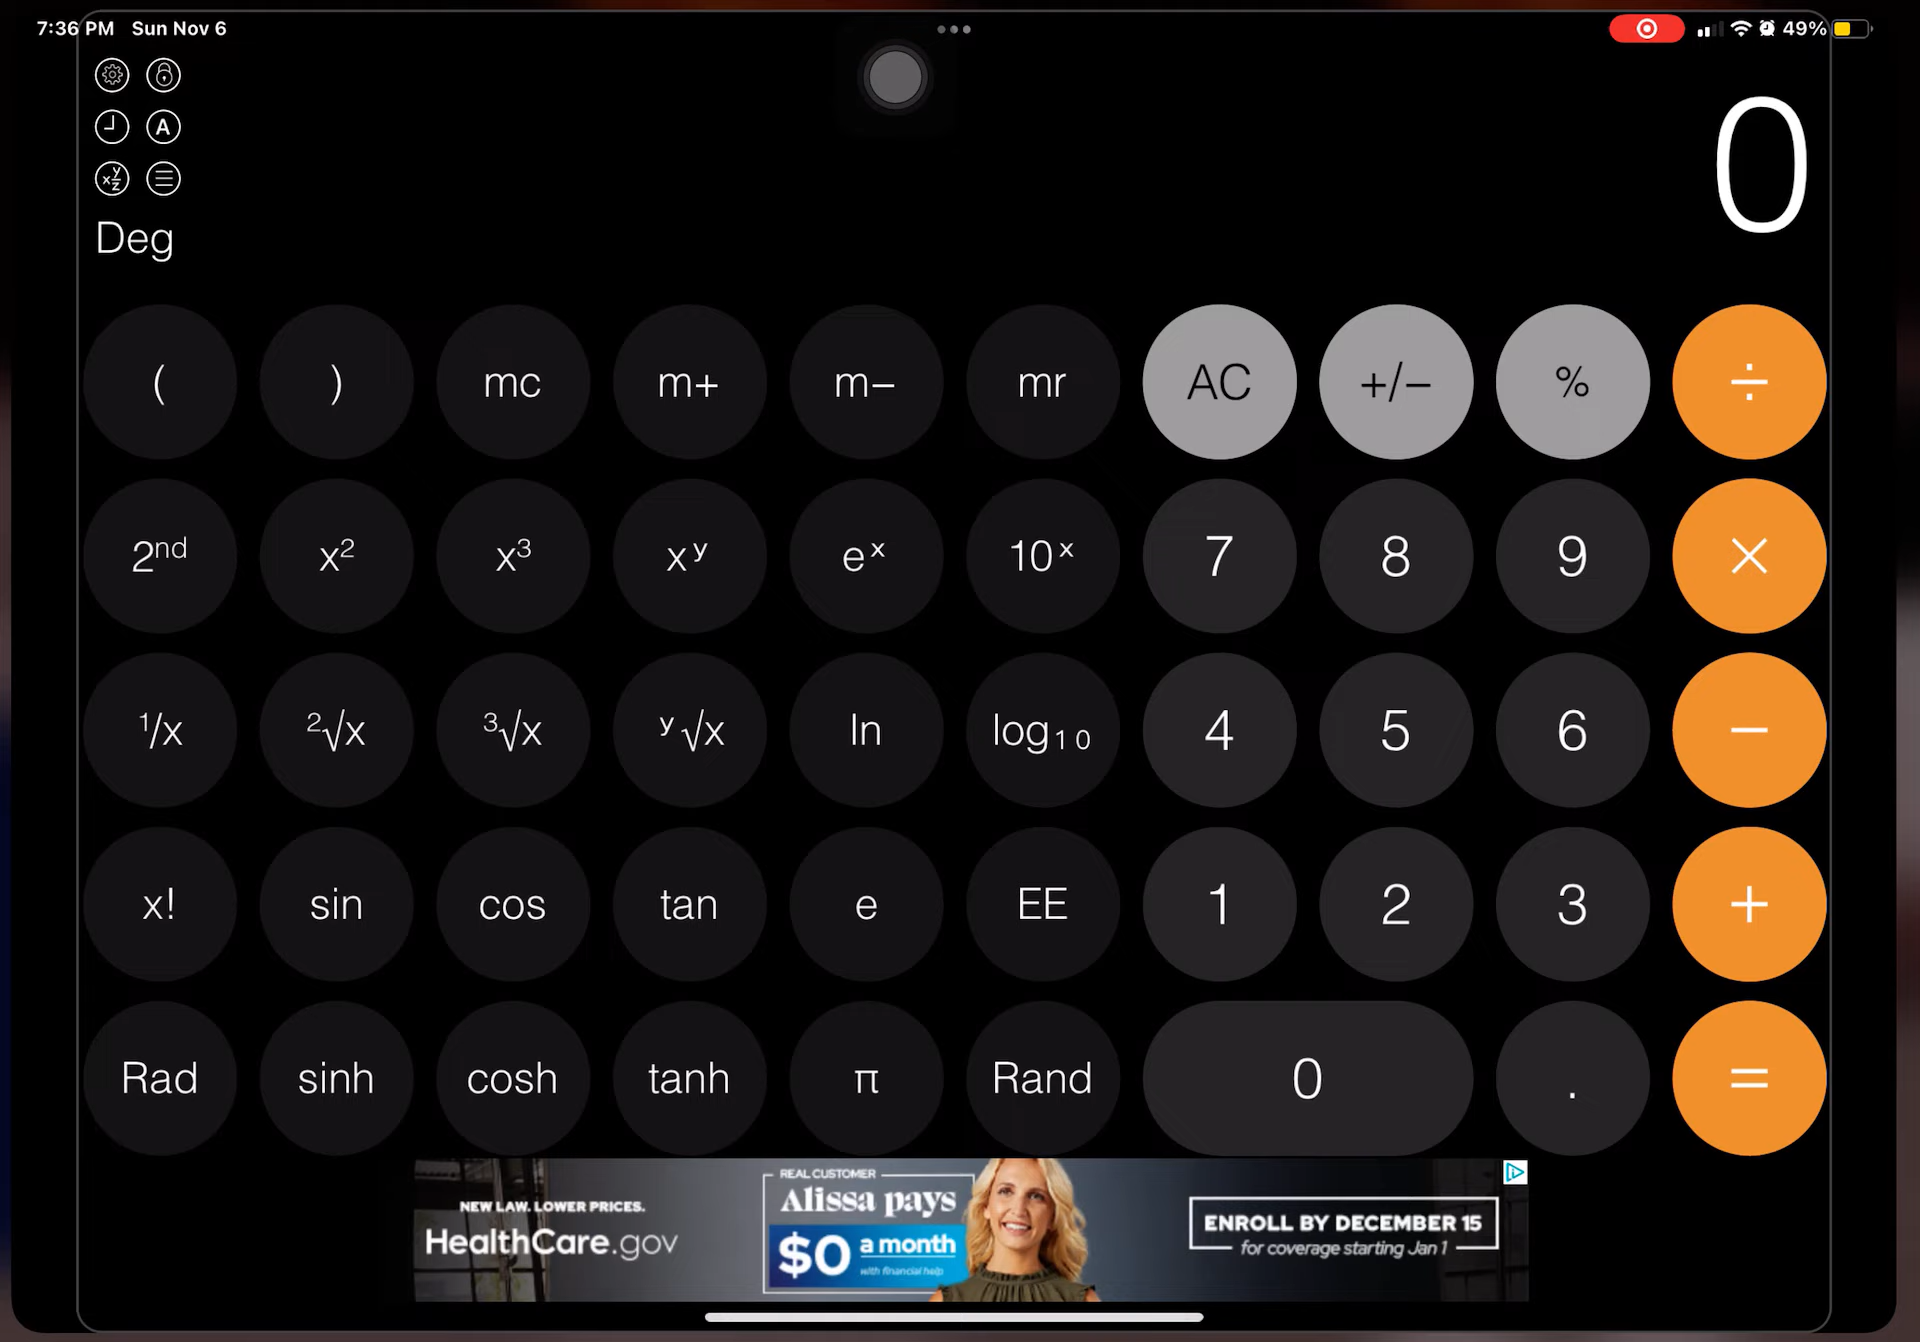 7:36 PM Sun Nov 6
49%
A
x y/z
0
Deg
( ) mc m+ m− mr AC +/− % ÷
2nd x² x³ xʸ eˣ 10ˣ 7 8 9 ×
1/x ²√x ³√x ʸ√x ln log₁₀ 4 5 6 −
x! sin cos tan e EE 1 2 3 +
Rad sinh cosh tanh π Rand 0 . =
NEW LAW. LOWER PRICES.
HealthCare.gov
REAL CUSTOMER
Alissa pays
$0 a month
with financial help
ENROLL BY DECEMBER 15
for coverage starting Jan 1